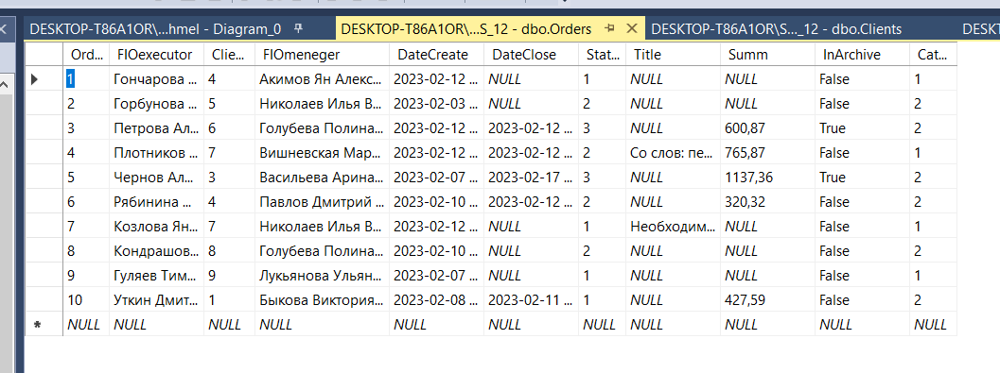 DESKTOP-T86A1OR\...hmel - Diagram_0 DESKTOP-T86A1OR\...S_12 - dbo.Orders DESKTOP-T86A1OR\S..._12 - dbo.Clients DESKT
Ord... FIOexecutor Clie... FIOmeneger DateCreate DateClose Stat... Title Summ InArchive Cat...
1 Гончарова ... 4 Акимов Ян Алекс... 2023-02-12 ... NULL 1 NULL NULL False 1
2 Горбунова ... 5 Николаев Илья В... 2023-02-03 ... NULL 2 NULL NULL False 2
3 Петрова Ал... 6 Голубева Полина... 2023-02-12 ... 2023-02-12 ... 3 NULL 600,87 True 2
4 Плотников ... 7 Вишневская Мар... 2023-02-12 ... 2023-02-12 ... 2 Со слов: пе... 765,87 False 1
5 Чернов Ал... 3 Васильева Арина... 2023-02-07 ... 2023-02-17 ... 3 NULL 1137,36 True 2
6 Рябинина ... 4 Павлов Дмитрий ... 2023-02-10 ... 2023-02-12 ... 2 NULL 320,32 False 2
7 Козлова Ян... 7 Николаев Илья В... 2023-02-12 ... NULL 1 Необходим... NULL False 1
8 Кондрашов... 8 Голубева Полина... 2023-02-10 ... NULL 2 NULL NULL False 2
9 Гуляев Тим... 9 Лукьянова Ульян... 2023-02-07 ... NULL 1 NULL NULL False 1
10 Уткин Дмит... 1 Быкова Виктория... 2023-02-08 ... 2023-02-11 ... 1 NULL 427,59 False 2
* NULL NULL NULL NULL NULL NULL NULL NULL NULL NULL NULL